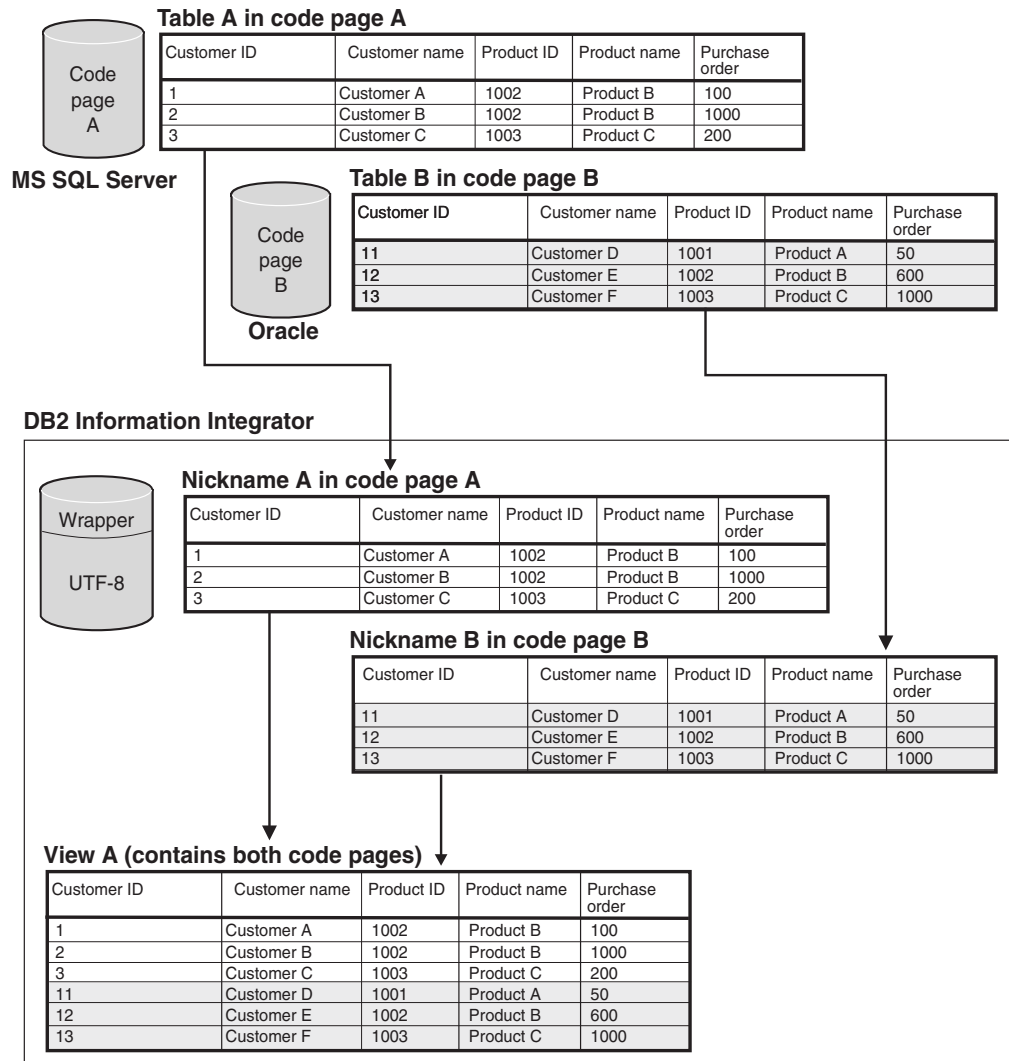 Table A in code page A
Code
page
A
MS SQL Server
Customer ID Customer name Product ID Product name Purchase
order
1 Customer A 1002 Product B 100
2 Customer B 1002 Product B 1000
3 Customer C 1003 Product C 200
Table B in code page B
Code
page
B
Oracle
Customer ID Customer name Product ID Product name Purchase
order
11 Customer D 1001 Product A 50
12 Customer E 1002 Product B 600
13 Customer F 1003 Product C 1000
DB2 Information Integrator
Wrapper
UTF-8
Nickname A in code page A
Customer ID Customer name Product ID Product name Purchase
order
1 Customer A 1002 Product B 100
2 Customer B 1002 Product B 1000
3 Customer C 1003 Product C 200
Nickname B in code page B
Customer ID Customer name Product ID Product name Purchase
order
11 Customer D 1001 Product A 50
12 Customer E 1002 Product B 600
13 Customer F 1003 Product C 1000
View A (contains both code pages)
Customer ID Customer name Product ID Product name Purchase
order
1 Customer A 1002 Product B 100
2 Customer B 1002 Product B 1000
3 Customer C 1003 Product C 200
11 Customer D 1001 Product A 50
12 Customer E 1002 Product B 600
13 Customer F 1003 Product C 1000